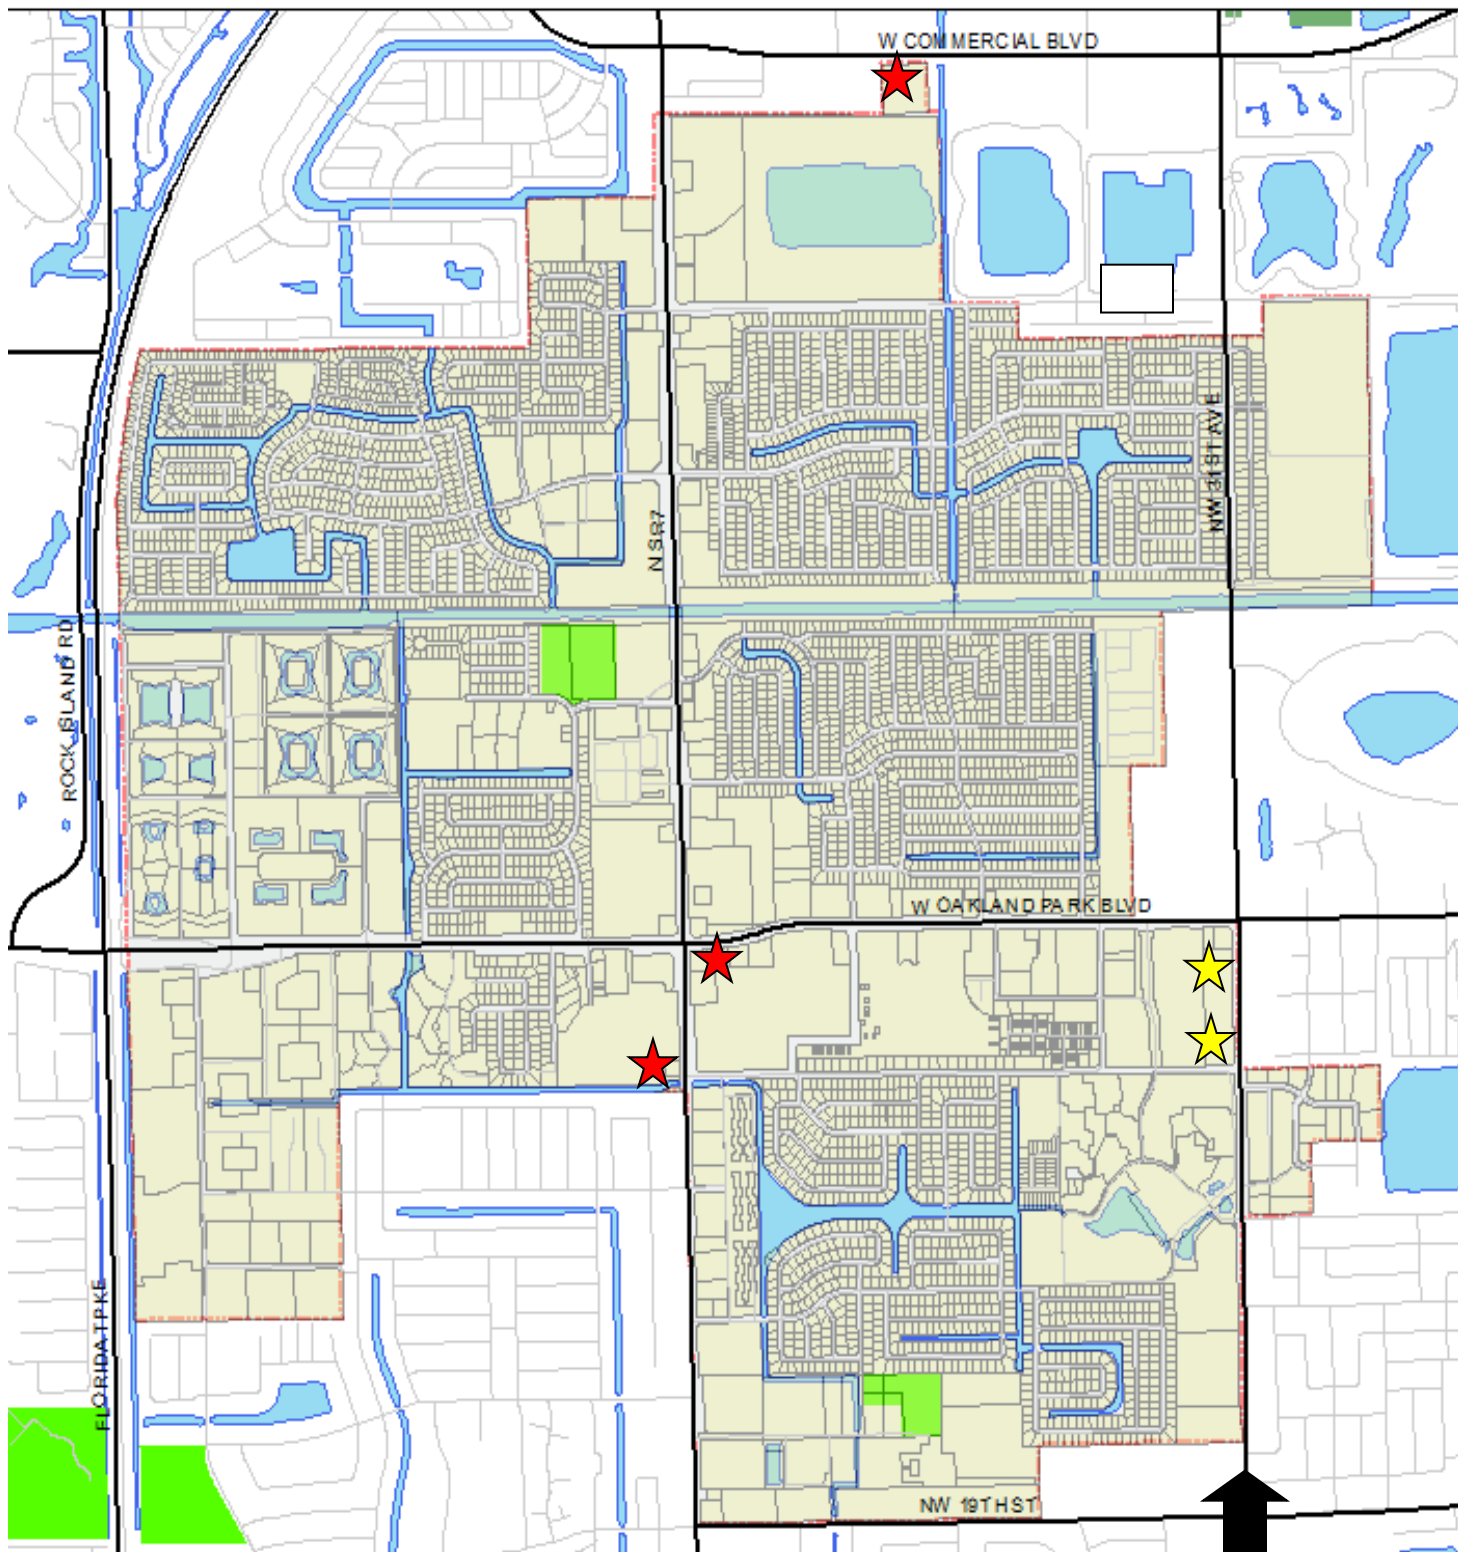 W COMMERCIAL BLVD
NW 31ST AVE
N SR7
ROCK ISLAND RD
W OAKLAND PARK BLVD
FLORIDA TPKE
NW 19TH ST